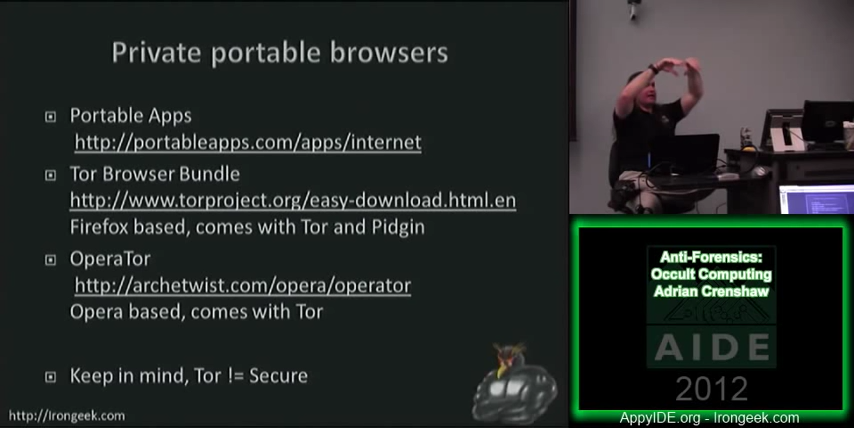 Private portable browsers
Portable Apps
http://portableapps.com/apps/internet
Tor Browser Bundle
http://www.torproject.org/easy-download.html.en
Firefox based, comes with Tor and Pidgin
OperaTor
http://archetwist.com/opera/operator
Opera based, comes with Tor
Keep in mind, Tor != Secure
http://Irongeek.com
Anti-Forensics:
Occult Computing
Adrian Crenshaw
AIDE
2012
AppyIDE.org - Irongeek.com